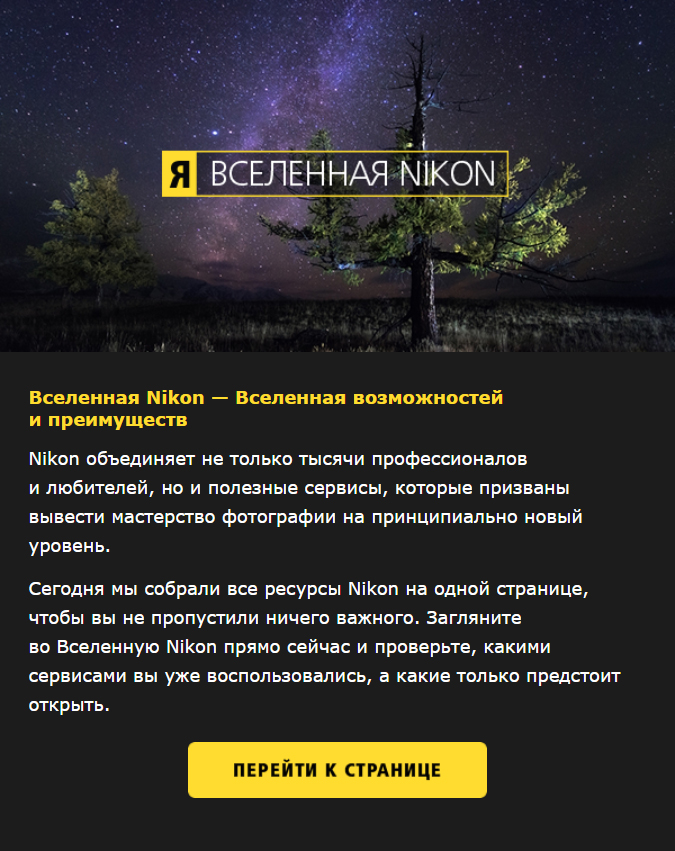 Я ВСЕЛЕННАЯ NIKON
Вселенная Nikon — Вселенная возможностей
и преимуществ
Nikon объединяет не только тысячи профессионалов
и любителей, но и полезные сервисы, которые призваны
вывести мастерство фотографии на принципиально новый
уровень.
Сегодня мы собрали все ресурсы Nikon на одной странице,
чтобы вы не пропустили ничего важного. Загляните
во Вселенную Nikon прямо сейчас и проверьте, какими
сервисами вы уже воспользовались, а какие только предстоит
открыть.
ПЕРЕЙТИ К СТРАНИЦЕ